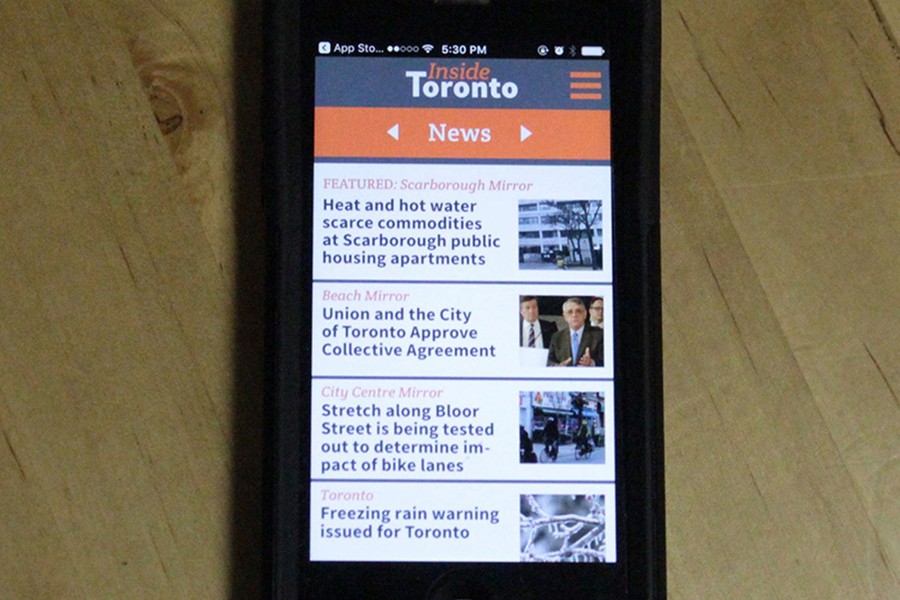 App Sto... 5:30 PM
Inside
Toronto
News
FEATURED: Scarborough Mirror
Heat and hot water
scarce commodities
at Scarborough public
housing apartments
Beach Mirror
Union and the City
of Toronto Approve
Collective Agreement
City Centre Mirror
Stretch along Bloor
Street is being tested
out to determine im-
pact of bike lanes
Toronto
Freezing rain warning
issued for Toronto